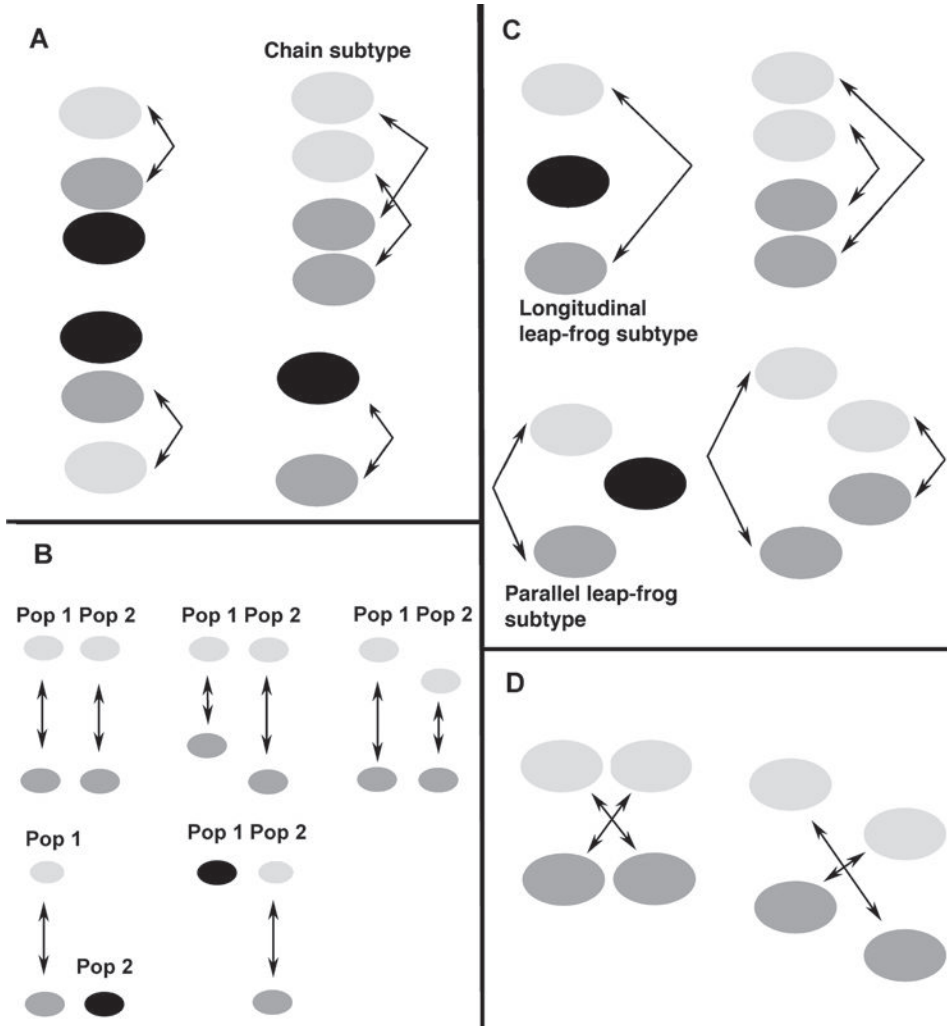 A
Chain subtype
B
Pop 1 Pop 2
Pop 1 Pop 2
Pop 1 Pop 2
Pop 1
Pop 2
Pop 1 Pop 2
C
Longitudinal
leap-frog subtype
Parallel leap-frog
subtype
D